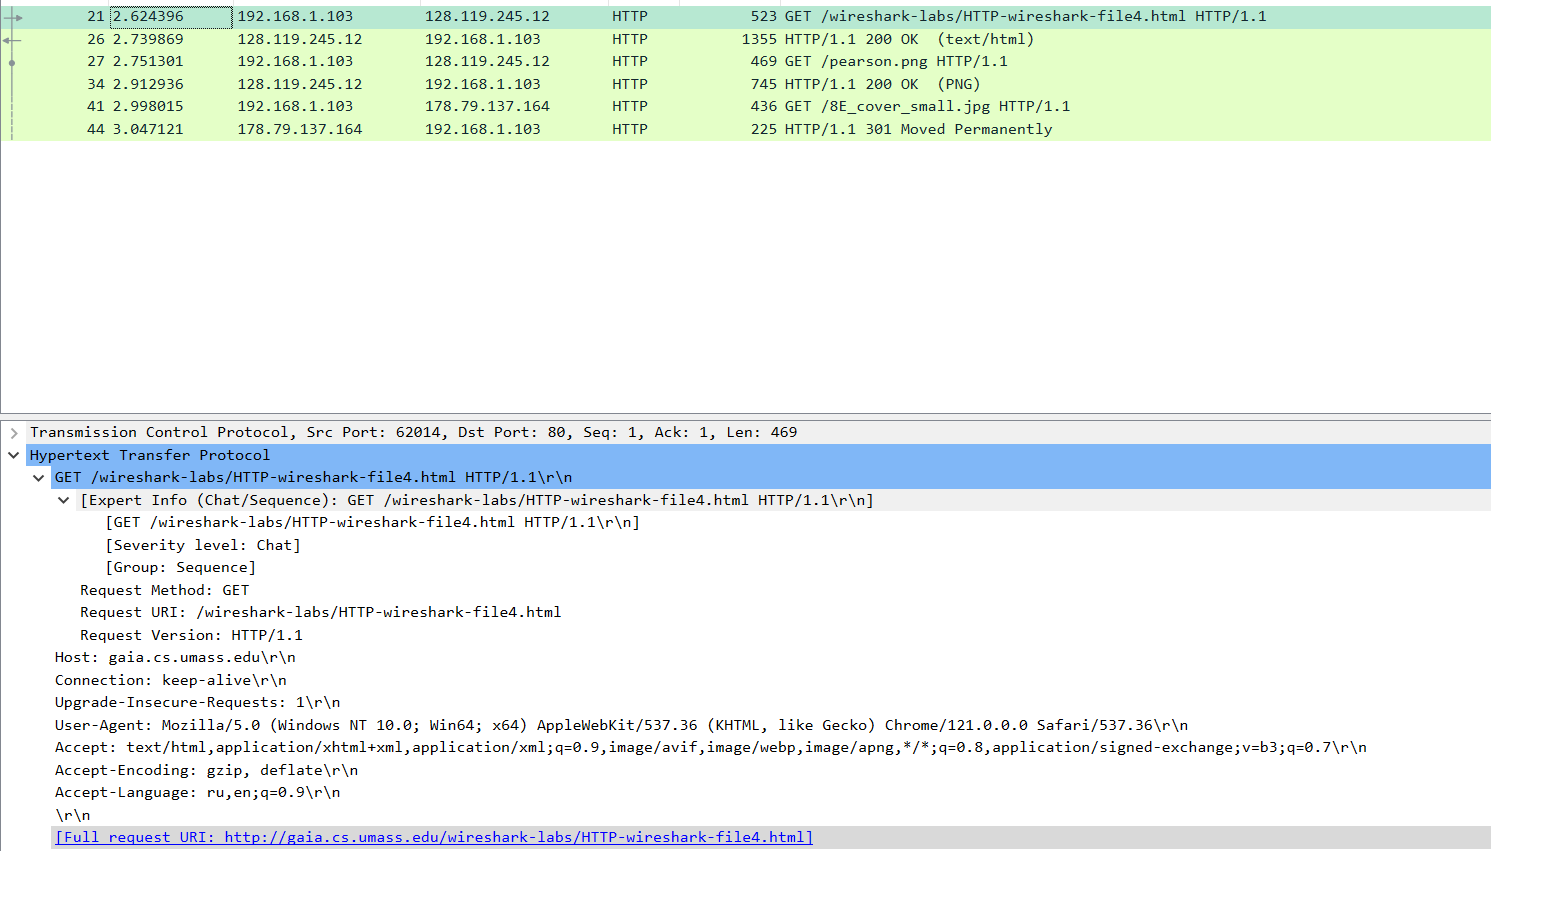 21 2.624396 192.168.1.103 128.119.245.12 HTTP 523 GET /wireshark-labs/HTTP-wireshark-file4.html HTTP/1.1
26 2.739869 128.119.245.12 192.168.1.103 HTTP 1355 HTTP/1.1 200 OK  (text/html)
27 2.751301 192.168.1.103 128.119.245.12 HTTP 469 GET /pearson.png HTTP/1.1
34 2.912936 128.119.245.12 192.168.1.103 HTTP 745 HTTP/1.1 200 OK  (PNG)
41 2.998015 192.168.1.103 178.79.137.164 HTTP 436 GET /8E_cover_small.jpg HTTP/1.1
44 3.047121 178.79.137.164 192.168.1.103 HTTP 225 HTTP/1.1 301 Moved Permanently
Transmission Control Protocol, Src Port: 62014, Dst Port: 80, Seq: 1, Ack: 1, Len: 469
Hypertext Transfer Protocol
GET /wireshark-labs/HTTP-wireshark-file4.html HTTP/1.1\r\n
[Expert Info (Chat/Sequence): GET /wireshark-labs/HTTP-wireshark-file4.html HTTP/1.1\r\n]
[GET /wireshark-labs/HTTP-wireshark-file4.html HTTP/1.1\r\n]
[Severity level: Chat]
[Group: Sequence]
Request Method: GET
Request URI: /wireshark-labs/HTTP-wireshark-file4.html
Request Version: HTTP/1.1
Host: gaia.cs.umass.edu\r\n
Connection: keep-alive\r\n
Upgrade-Insecure-Requests: 1\r\n
User-Agent: Mozilla/5.0 (Windows NT 10.0; Win64; x64) AppleWebKit/537.36 (KHTML, like Gecko) Chrome/121.0.0.0 Safari/537.36\r\n
Accept: text/html,application/xhtml+xml,application/xml;q=0.9,image/avif,image/webp,image/apng,*/*;q=0.8,application/signed-exchange;v=b3;q=0.7\r\n
Accept-Encoding: gzip, deflate\r\n
Accept-Language: ru,en;q=0.9\r\n
\r\n
[Full request URI: http://gaia.cs.umass.edu/wireshark-labs/HTTP-wireshark-file4.html]